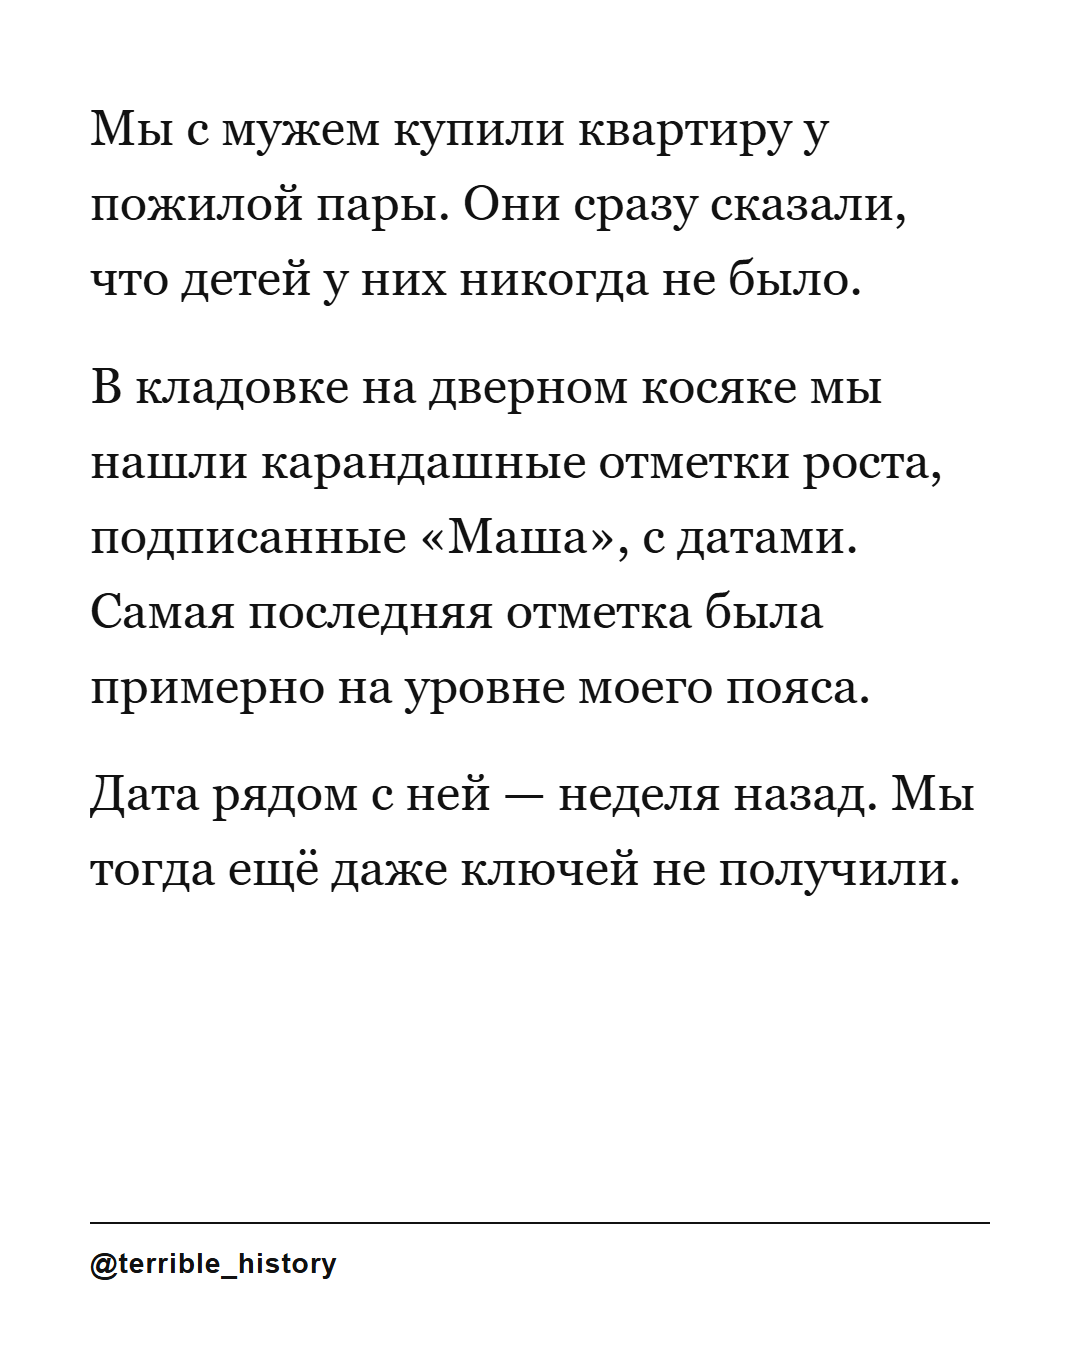 Мы с мужем купили квартиру у
пожилой пары. Они сразу сказали,
что детей у них никогда не было.
В кладовке на дверном косяке мы
нашли карандашные отметки роста,
подписанные «Маша», с датами.
Самая последняя отметка была
примерно на уровне моего пояса.
Дата рядом с ней — неделя назад. Мы
тогда ещё даже ключей не получили.
@terrible_history